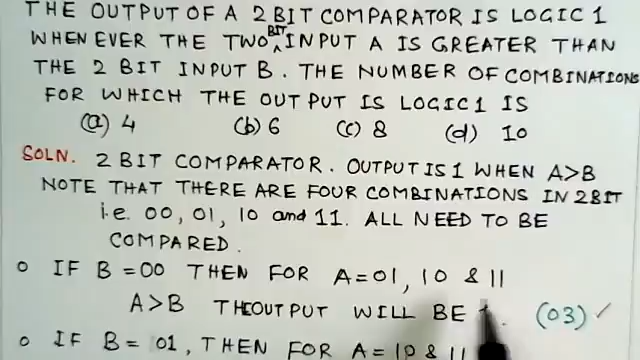 THE OUTPUT OF A 2 BIT COMPARATOR IS LOGIC 1
WHEN EVER THE TWO BIT INPUT A IS GREATER THAN
THE 2 BIT INPUT B. THE NUMBER OF COMBINATIONS
FOR WHICH THE OUTPUT IS LOGIC 1 IS
(a) 4 (b) 6 (c) 8 (d) 10
SOLN. 2 BIT COMPARATOR. OUTPUT IS 1 WHEN A>B
NOTE THAT THERE ARE FOUR COMBINATIONS IN 2BIT
i.e. 00, 01, 10 and 11. ALL NEED TO BE
COMPARED.
o IF B = 00 THEN FOR A = 01, 10 & 11
A>B THE OUTPUT WILL BE (03) ✓
o IF B = 01, THEN FOR A = 10 & 11